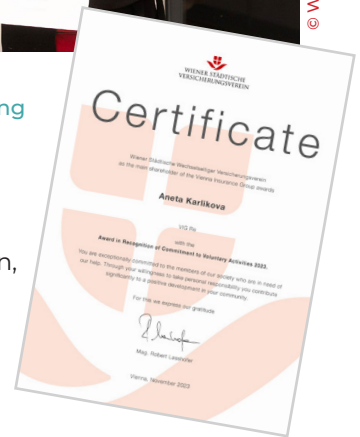 © W
ng
n,
WIENER STÄDTISCHE
VERSICHERUNGSVEREIN
Certificate
Wiener Städtische Wechselseitiger Versicherungsverein
as the main shareholder of the Vienna Insurance Group awards
Aneta Karlikova
VIG Re
with the
Award in Recognition of Commitment to Voluntary Activities 2023.
You are exceptionally committed to the members of our society who are in need of
our help. Through your willingness to take personal responsibility you contribute
significantly to a positive development in your community.
For this we express our gratitude
Mag. Robert Lasshofer
Vienna, November 2023